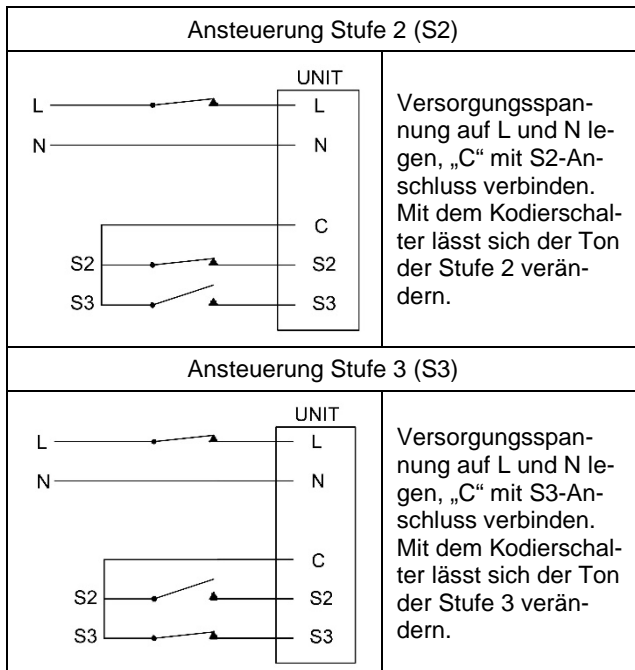 Ansteuerung Stufe 2 (S2)
UNIT
L L
N N
C
S2 S2
S3 S3
Versorgungsspan-
nung auf L und N le-
gen, „C“ mit S2-An-
schluss verbinden.
Mit dem Kodierschal-
ter lässt sich der Ton
der Stufe 2 verän-
dern.
Ansteuerung Stufe 3 (S3)
UNIT
L L
N N
C
S2 S2
S3 S3
Versorgungsspan-
nung auf L und N le-
gen, „C“ mit S3-An-
schluss verbinden.
Mit dem Kodierschal-
ter lässt sich der Ton
der Stufe 3 verän-
dern.